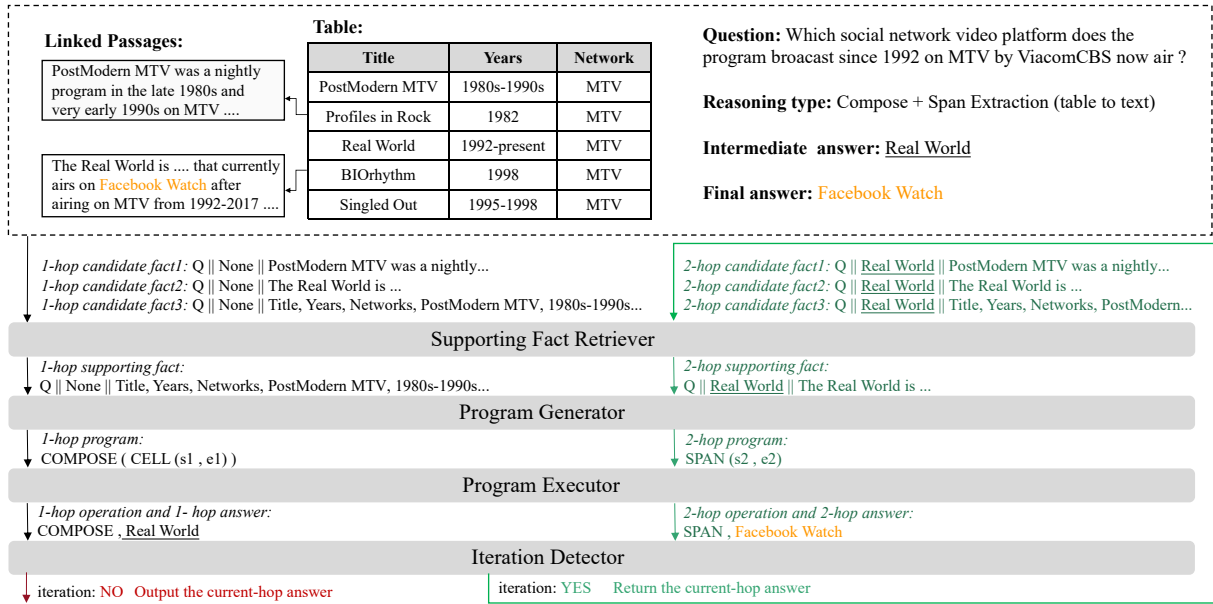 Linked Passages:
PostModern MTV was a nightly
program in the late 1980s and
very early 1990s on MTV ....
The Real World is .... that currently
airs on Facebook Watch after
airing on MTV from 1992-2017 ....
Table:
Title Years Network
PostModern MTV 1980s-1990s MTV
Profiles in Rock 1982 MTV
Real World 1992-present MTV
BIOrhythm 1998 MTV
Singled Out 1995-1998 MTV
Question: Which social network video platform does the
program broacast since 1992 on MTV by ViacomCBS now air ?
Reasoning type: Compose + Span Extraction (table to text)
Intermediate answer: Real World
Final answer: Facebook Watch
1-hop candidate fact1: Q || None || PostModern MTV was a nightly...
1-hop candidate fact2: Q || None || The Real World is ...
1-hop candidate fact3: Q || None || Title, Years, Networks, PostModern MTV, 1980s-1990s...
2-hop candidate fact1: Q || Real World || PostModern MTV was a nightly...
2-hop candidate fact2: Q || Real World || The Real World is ...
2-hop candidate fact3: Q || Real World || Title, Years, Networks, PostModern...
Supporting Fact Retriever
1-hop supporting fact:
Q || None || Title, Years, Networks, PostModern MTV, 1980s-1990s...
2-hop supporting fact:
Q || Real World || The Real World is ...
Program Generator
1-hop program:
COMPOSE ( CELL (s1 , e1) )
2-hop program:
SPAN (s2 , e2)
Program Executor
1-hop operation and 1- hop answer:
COMPOSE , Real World
2-hop operation and 2-hop answer:
SPAN , Facebook Watch
Iteration Detector
iteration: NO Output the current-hop answer
iteration: YES Return the current-hop answer